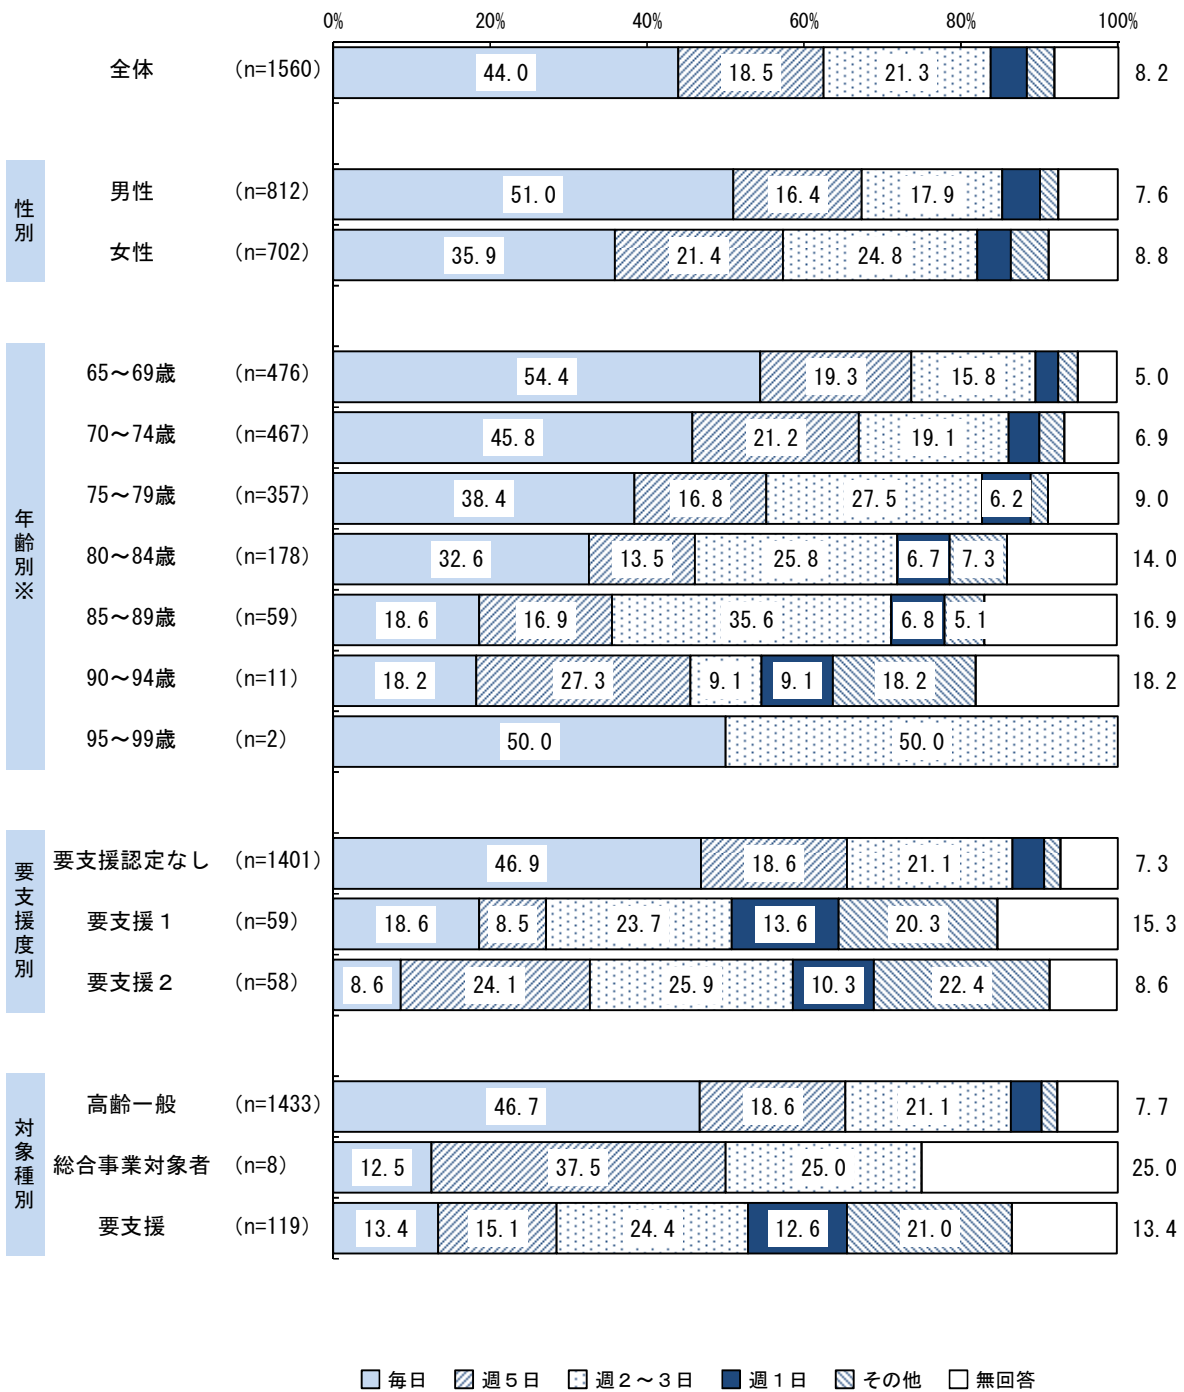 0% 20% 40% 60% 80% 100%
全体 (n=1560) 44.0 18.5 21.3 8.2
性別
男性 (n=812) 51.0 16.4 17.9 7.6
女性 (n=702) 35.9 21.4 24.8 8.8
年齢別※
65～69歳 (n=476) 54.4 19.3 15.8 5.0
70～74歳 (n=467) 45.8 21.2 19.1 6.9
75～79歳 (n=357) 38.4 16.8 27.5 6.2 9.0
80～84歳 (n=178) 32.6 13.5 25.8 6.7 7.3 14.0
85～89歳 (n=59) 18.6 16.9 35.6 6.8 5.1 16.9
90～94歳 (n=11) 18.2 27.3 9.1 9.1 18.2 18.2
95～99歳 (n=2) 50.0 50.0
要支援度別
要支援認定なし (n=1401) 46.9 18.6 21.1 7.3
要支援１ (n=59) 18.6 8.5 23.7 13.6 20.3 15.3
要支援２ (n=58) 8.6 24.1 25.9 10.3 22.4 8.6
対象種別
高齢一般 (n=1433) 46.7 18.6 21.1 7.7
総合事業対象者 (n=8) 12.5 37.5 25.0 25.0
要支援 (n=119) 13.4 15.1 24.4 12.6 21.0 13.4
毎日 週５日 週２～３日 週１日 その他 無回答